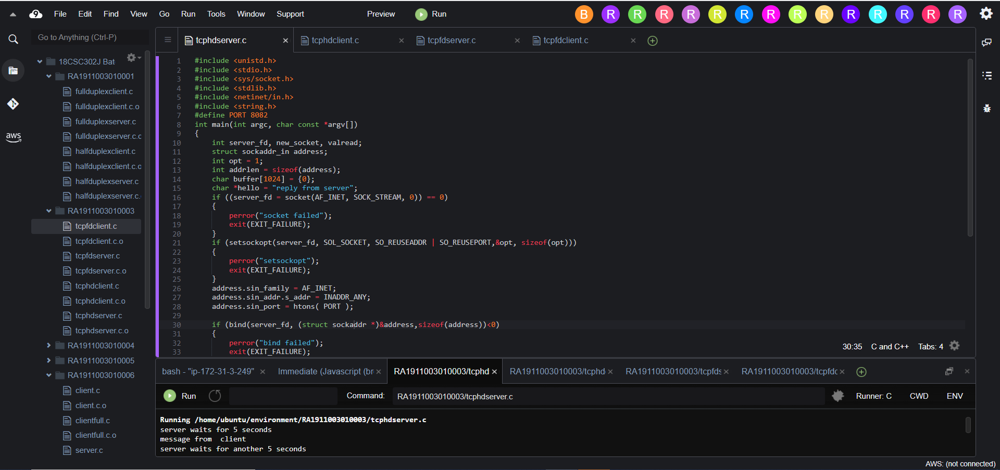 File Edit Find View Go Run Tools Window Support Preview Run B R R R R R R R R R R R R R R
Go to Anything (Ctrl-P)
tcphdserver.c tcphdclient.c tcpfdserver.c tcpfdclient.c
aws
18CSC302J Bat
RA1911003010001
fullduplexclient.c
fullduplexclient.c.o
fullduplexserver.c
fullduplexserver.c.c
halfduplexclient.c
halfduplexclient.c.o
halfduplexserver.c
halfduplexserver.c.
RA1911003010003
tcpfdclient.c
tcpfdclient.c.o
tcpfdserver.c
tcpfdserver.c.o
tcphdclient.c
tcphdclient.c.o
tcphdserver.c
tcphdserver.c.o
RA1911003010004
RA1911003010005
RA1911003010006
client.c
client.c.o
clientfull.c
clientfull.c.o
server.c
1 #include <unistd.h>
2 #include <stdio.h>
3 #include <sys/socket.h>
4 #include <stdlib.h>
5 #include <netinet/in.h>
6 #include <string.h>
7 #define PORT 8082
8 int main(int argc, char const *argv[])
9 {
10 int server_fd, new_socket, valread;
11 struct sockaddr_in address;
12 int opt = 1;
13 int addrlen = sizeof(address);
14 char buffer[1024] = {0};
15 char *hello = "reply from server";
16 if ((server_fd = socket(AF_INET, SOCK_STREAM, 0)) == 0)
17 {
18 perror("socket failed");
19 exit(EXIT_FAILURE);
20 }
21 if (setsockopt(server_fd, SOL_SOCKET, SO_REUSEADDR | SO_REUSEPORT,&opt, sizeof(opt)))
22 {
23 perror("setsockopt");
24 exit(EXIT_FAILURE);
25 }
26 address.sin_family = AF_INET;
27 address.sin_addr.s_addr = INADDR_ANY;
28 address.sin_port = htons( PORT );
29
30 if (bind(server_fd, (struct sockaddr *)&address,sizeof(address))<0)
31 {
32 perror("bind failed");
33 exit(EXIT_FAILURE);
30:35 C and C++ Tabs: 4
bash - "ip-172-31-3-249" Immediate (Javascript (br RA1911003010003/tcphd RA1911003010003/tcphd RA1911003010003/tcpfds RA1911003010003/tcpfdc
Run Command: RA1911003010003/tcphdserver.c Runner: C CWD ENV
Running /home/ubuntu/environment/RA1911003010003/tcphdserver.c
server waits for 5 seconds
message from  client
server waits for another 5 seconds
AWS: (not connected)